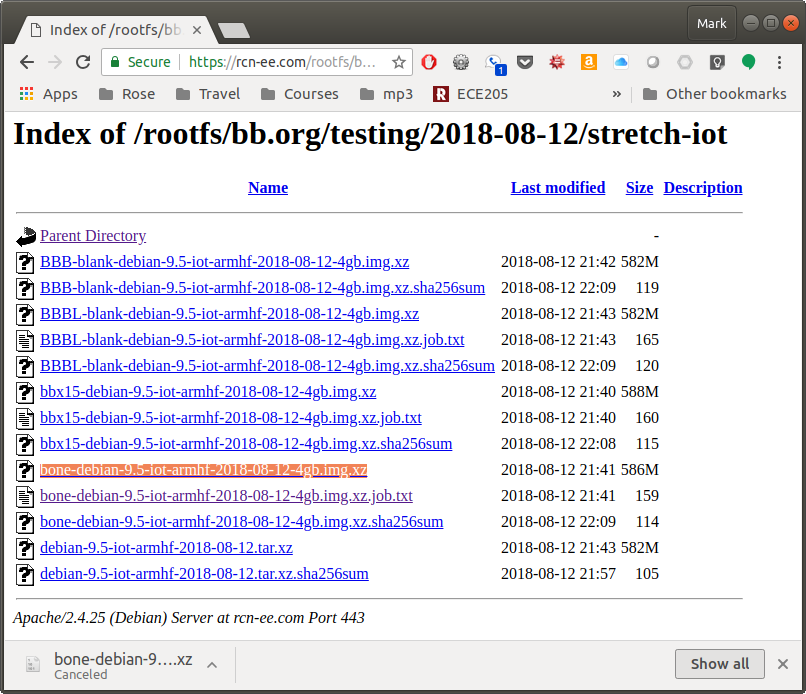 Index of /rootfs/bb
Mark
Secure https://rcn-ee.com/rootfs/b…
1
Apps Rose Travel Courses mp3 R ECE205 » Other bookmarks
Index of /rootfs/bb.org/testing/2018-08-12/stretch-iot
Name Last modified Size Description
Parent Directory -
BBB-blank-debian-9.5-iot-armhf-2018-08-12-4gb.img.xz 2018-08-12 21:42 582M
BBB-blank-debian-9.5-iot-armhf-2018-08-12-4gb.img.xz.sha256sum 2018-08-12 22:09 119
BBBL-blank-debian-9.5-iot-armhf-2018-08-12-4gb.img.xz 2018-08-12 21:43 582M
BBBL-blank-debian-9.5-iot-armhf-2018-08-12-4gb.img.xz.job.txt 2018-08-12 21:43 165
BBBL-blank-debian-9.5-iot-armhf-2018-08-12-4gb.img.xz.sha256sum 2018-08-12 22:09 120
bbx15-debian-9.5-iot-armhf-2018-08-12-4gb.img.xz 2018-08-12 21:40 588M
bbx15-debian-9.5-iot-armhf-2018-08-12-4gb.img.xz.job.txt 2018-08-12 21:40 160
bbx15-debian-9.5-iot-armhf-2018-08-12-4gb.img.xz.sha256sum 2018-08-12 22:08 115
bone-debian-9.5-iot-armhf-2018-08-12-4gb.img.xz 2018-08-12 21:41 586M
bone-debian-9.5-iot-armhf-2018-08-12-4gb.img.xz.job.txt 2018-08-12 21:41 159
bone-debian-9.5-iot-armhf-2018-08-12-4gb.img.xz.sha256sum 2018-08-12 22:09 114
debian-9.5-iot-armhf-2018-08-12.tar.xz 2018-08-12 21:43 582M
debian-9.5-iot-armhf-2018-08-12.tar.xz.sha256sum 2018-08-12 21:57 105
Apache/2.4.25 (Debian) Server at rcn-ee.com Port 443
bone-debian-9….xz
Canceled
Show all